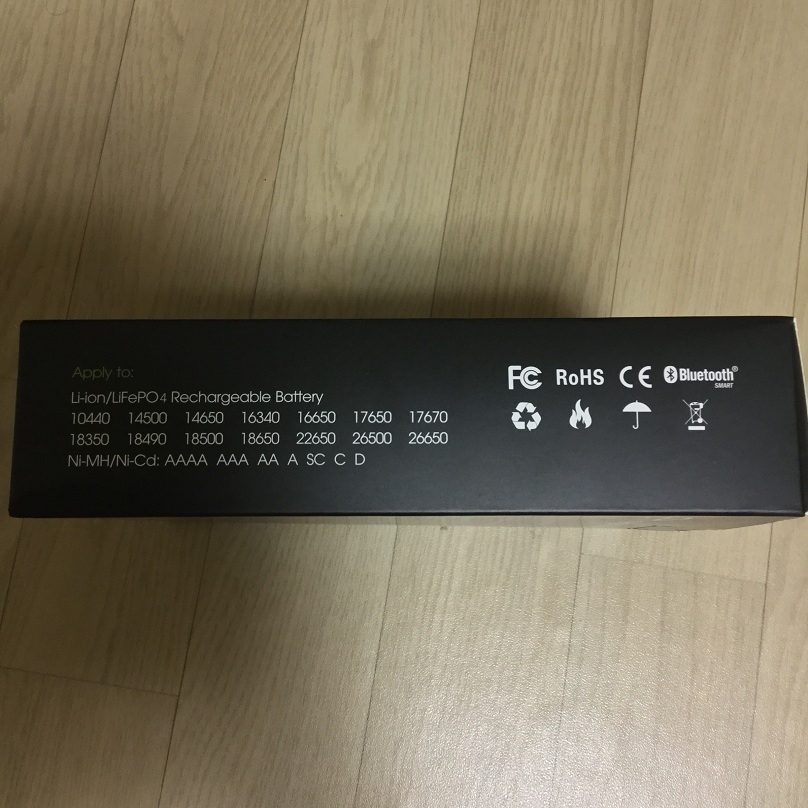 Apply to:
Li-ion/LiFePO4 Rechargeable Battery
10440 14500 14650 16340 16650 17650 17670
18350 18490 18500 18650 22650 26500 26650
Ni-MH/Ni-Cd: AAAA AAA AA A SC C D
FC RoHS CE Bluetooth®
SMART